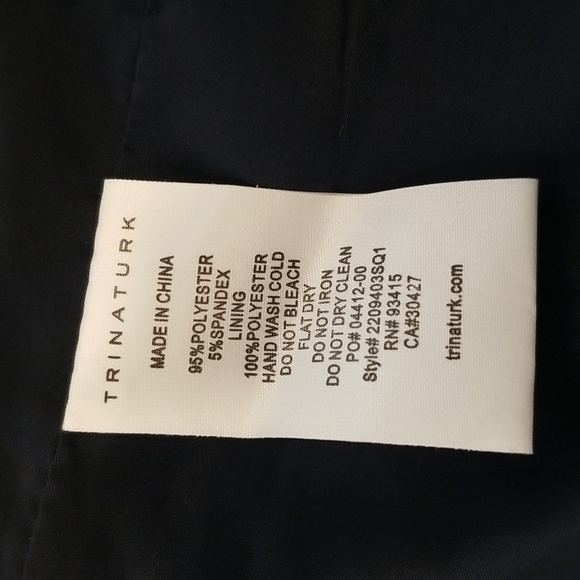 TRINATURK
MADE IN CHINA
95%POLYESTER
5%SPANDEX
LINING
100%POLYESTER
HAND WASH COLD
DO NOT BLEACH
FLAT DRY
DO NOT IRON
DO NOT DRY CLEAN
PO# 04412-00
Style# 2209403SQ1
RN# 93415
CA#30427
trinaturk.com